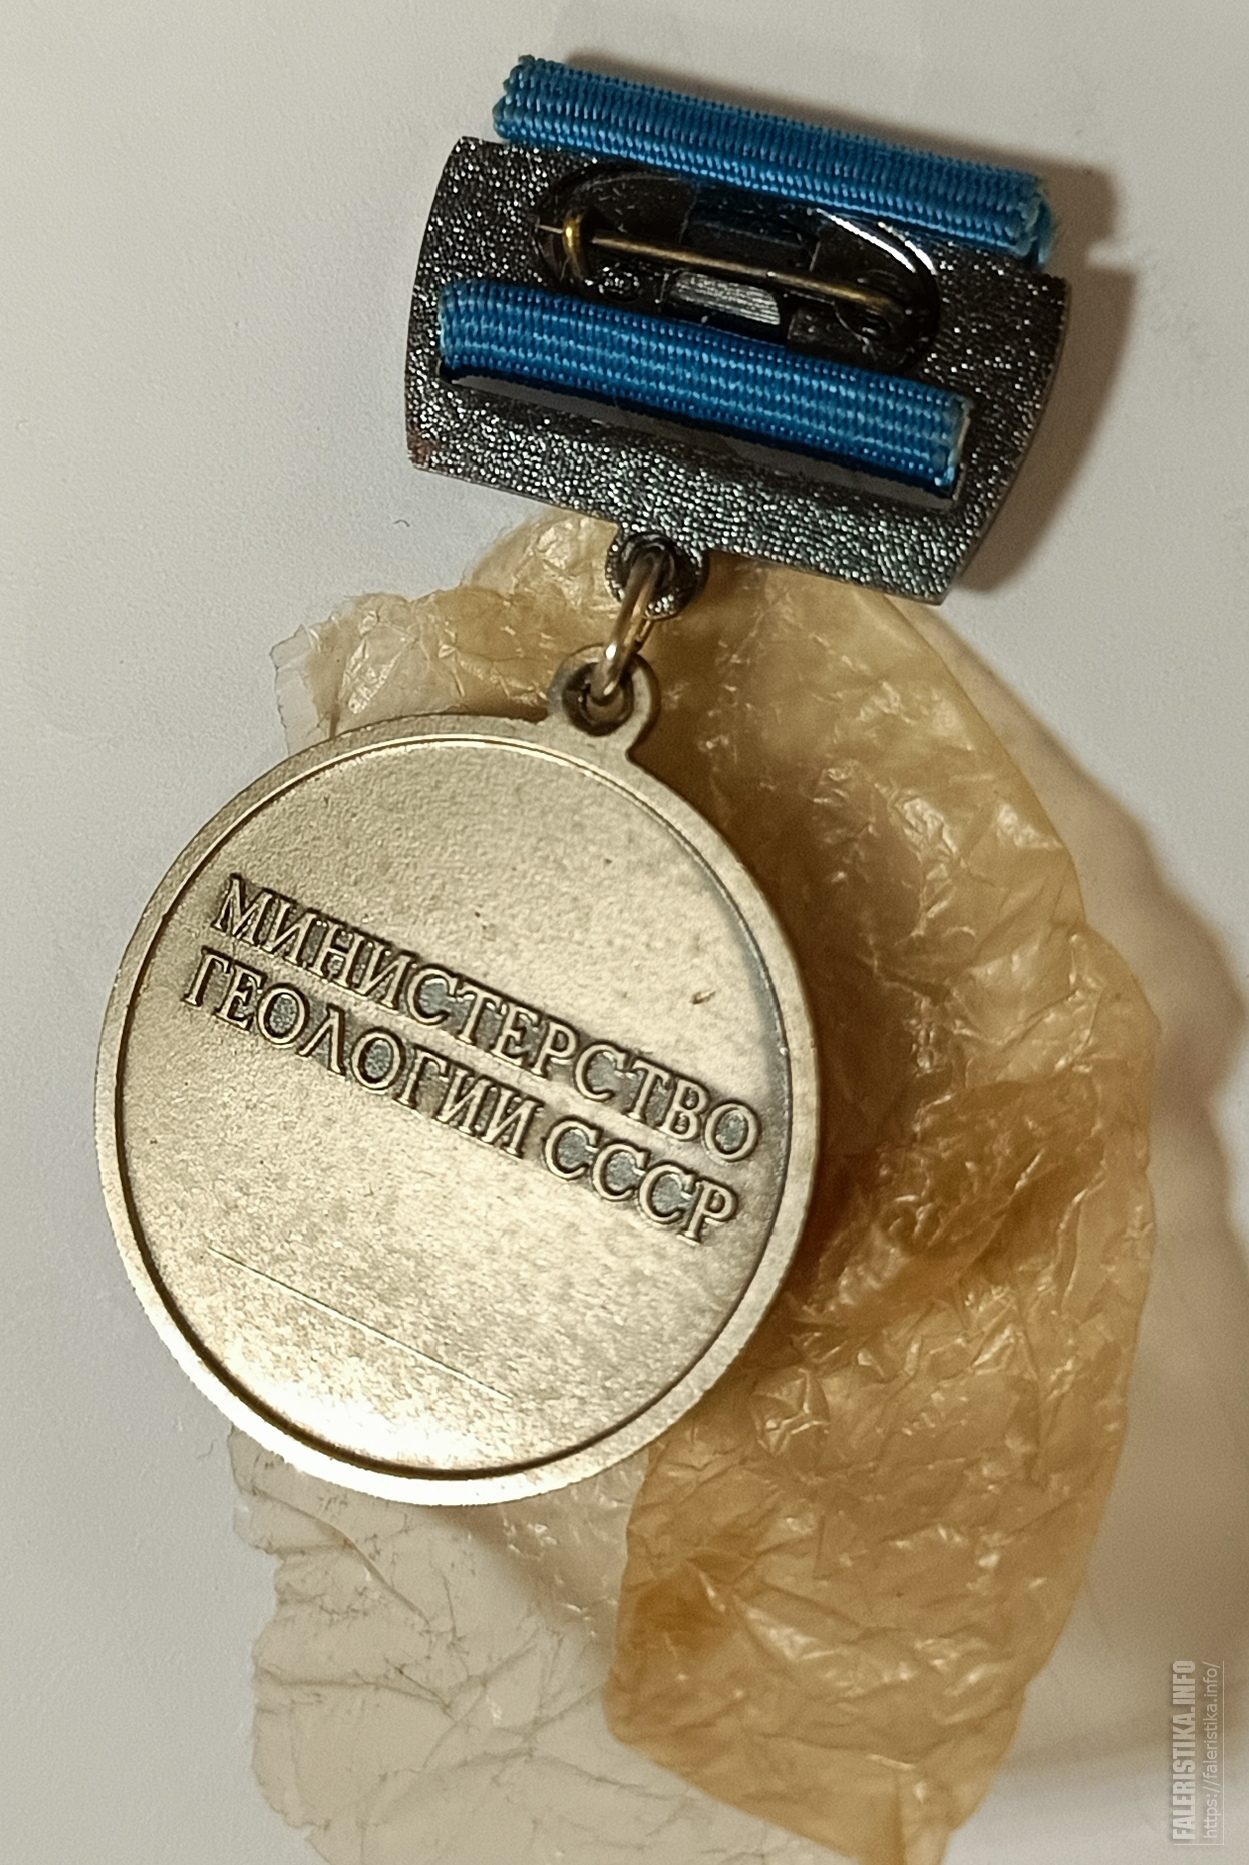 МИНИСТЕРСТВО
ГЕОЛОГИИ СССР
FALERISTIKA.INFO
https://faleristika.info/